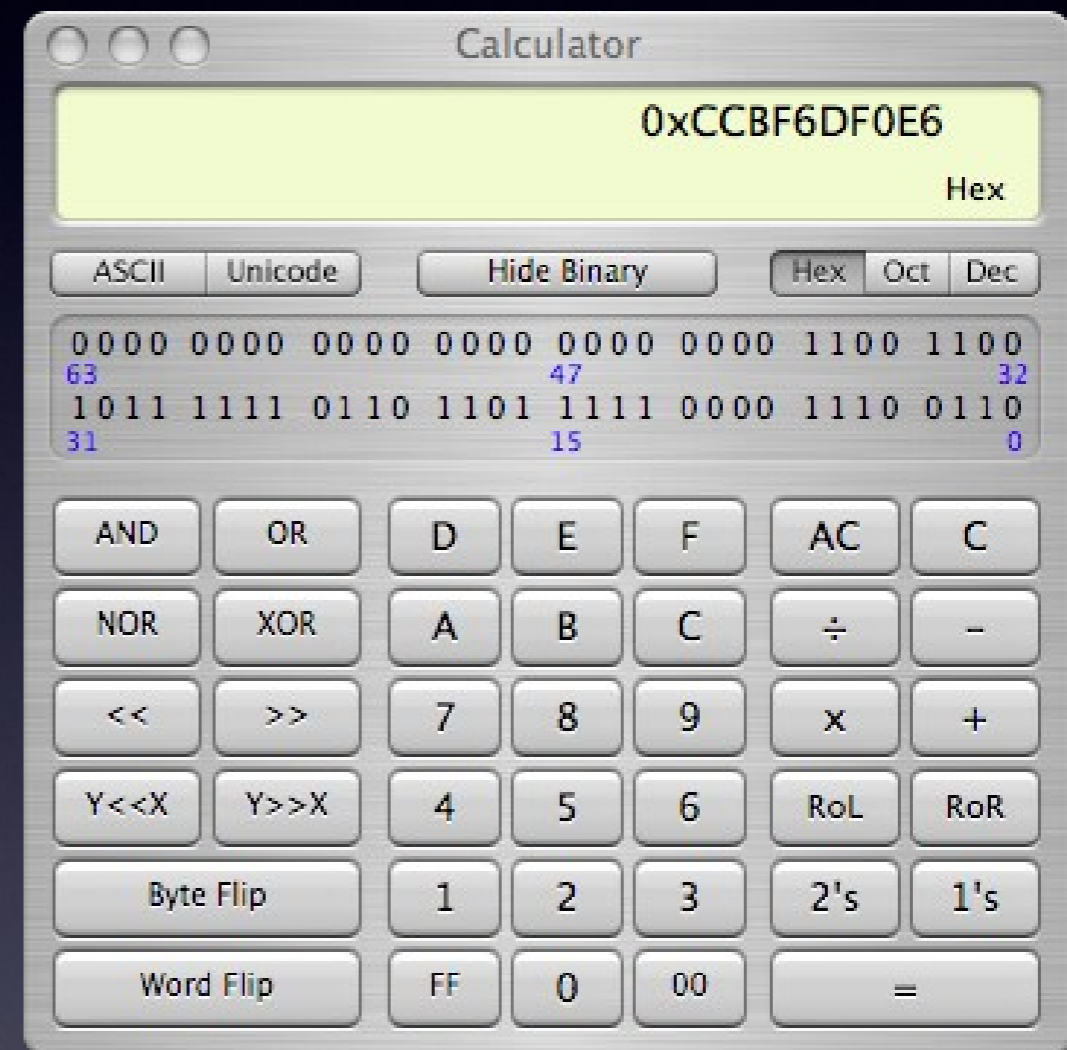 Calculator
0xCCBF6DF0E6
Hex
ASCII Unicode Hide Binary Hex Oct Dec
0000 0000 0000 0000 0000 0000 1100 1100
63 47 32
1011 1111 0110 1101 1111 0000 1110 0110
31 15 0
AND OR D E F AC C
NOR XOR A B C ÷ −
<< >> 7 8 9 x +
Y<<X Y>>X 4 5 6 RoL RoR
Byte Flip 1 2 3 2's 1's
Word Flip FF 0 00 =